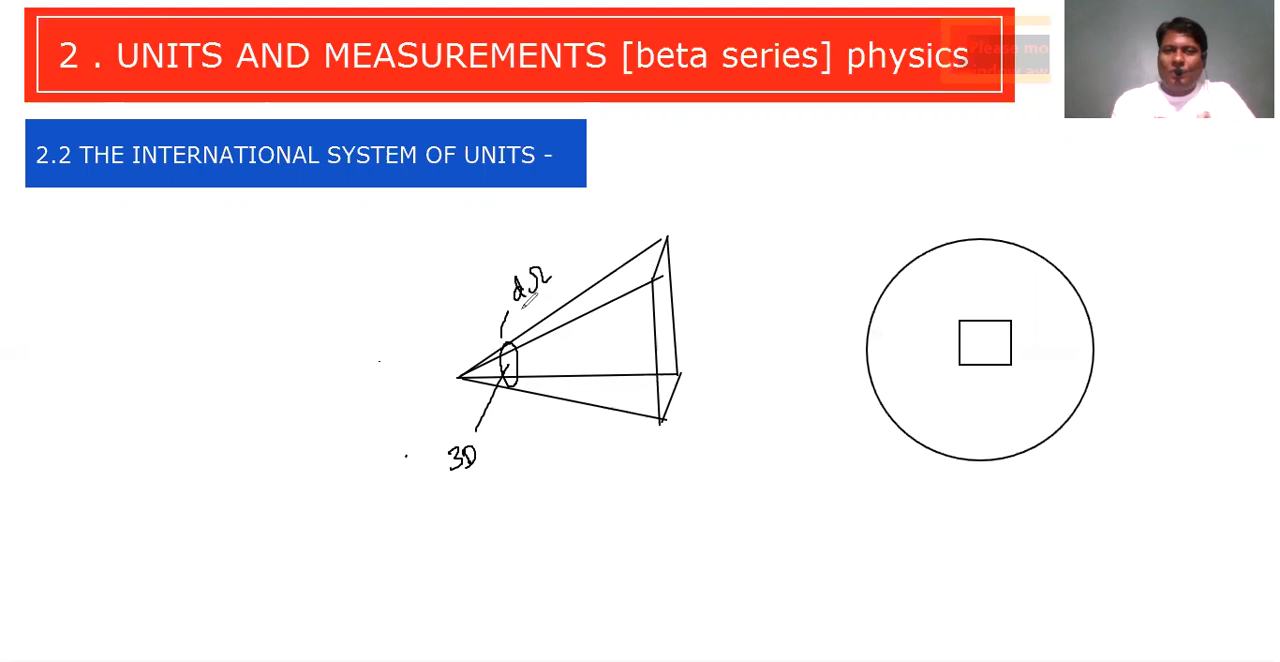 2 . UNITS AND MEASUREMENTS [beta series] physics
2.2 THE INTERNATIONAL SYSTEM OF UNITS -
dΩ
3D